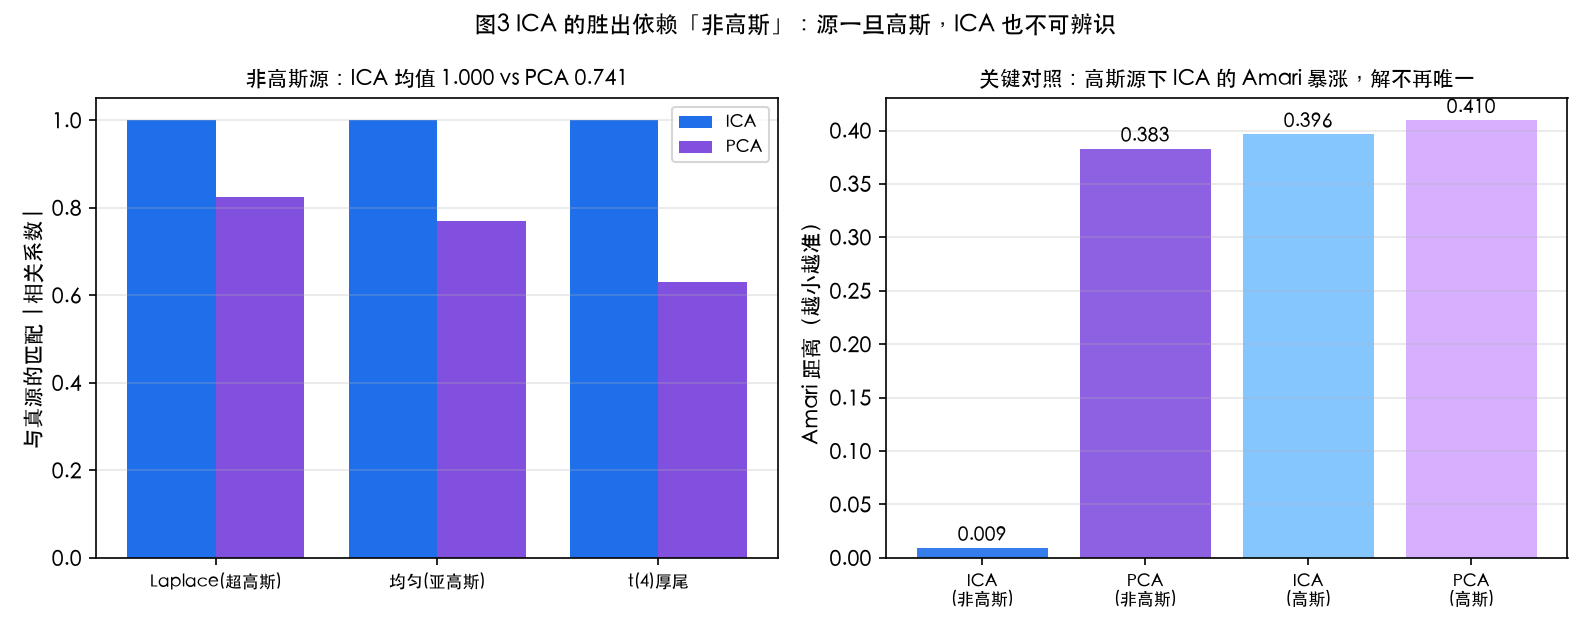 图3 ICA 的胜出依赖「非高斯」：源一旦高斯，ICA 也不可辨识
非高斯源：ICA 均值 1.000 vs PCA 0.741
与真源的匹配 |相关系数|
1.0
0.8
0.6
0.4
0.2
0.0
ICA
PCA
Laplace(超高斯)
均匀(亚高斯)
t(4)厚尾
关键对照：高斯源下 ICA 的 Amari 暴涨，解不再唯一
Amari 距离（越小越准）
0.40
0.35
0.30
0.25
0.20
0.15
0.10
0.05
0.00
0.009
0.383
0.396
0.410
ICA
(非高斯)
PCA
(非高斯)
ICA
(高斯)
PCA
(高斯)